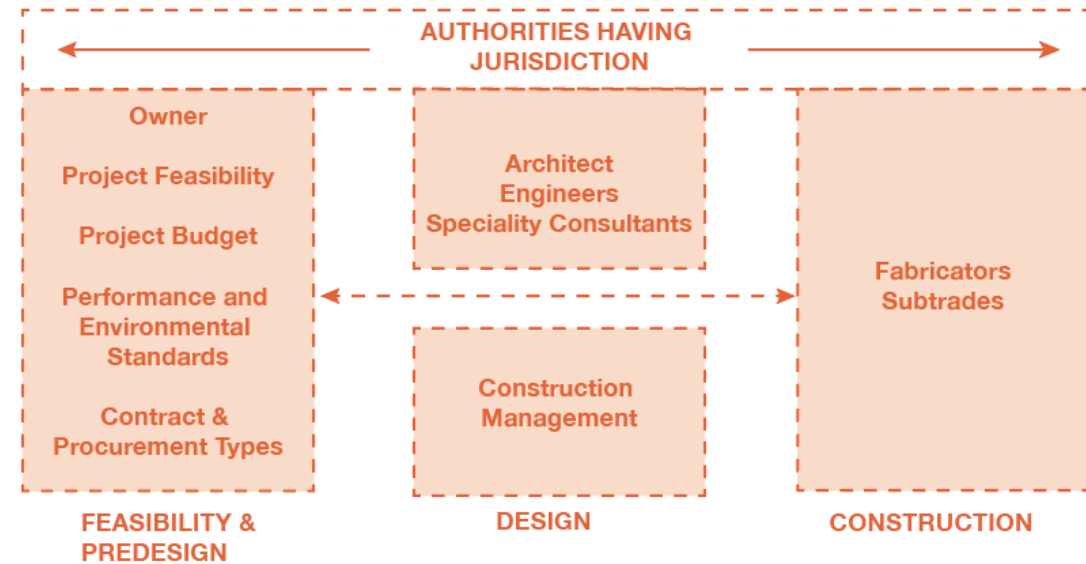 AUTHORITIES HAVING
JURISDICTION
Owner
Project Feasibility
Project Budget
Performance and
Environmental
Standards
Contract &
Procurement Types
FEASIBILITY &
PREDESIGN
Architect
Engineers
Speciality Consultants
Construction
Management
DESIGN
Fabricators
Subtrades
CONSTRUCTION